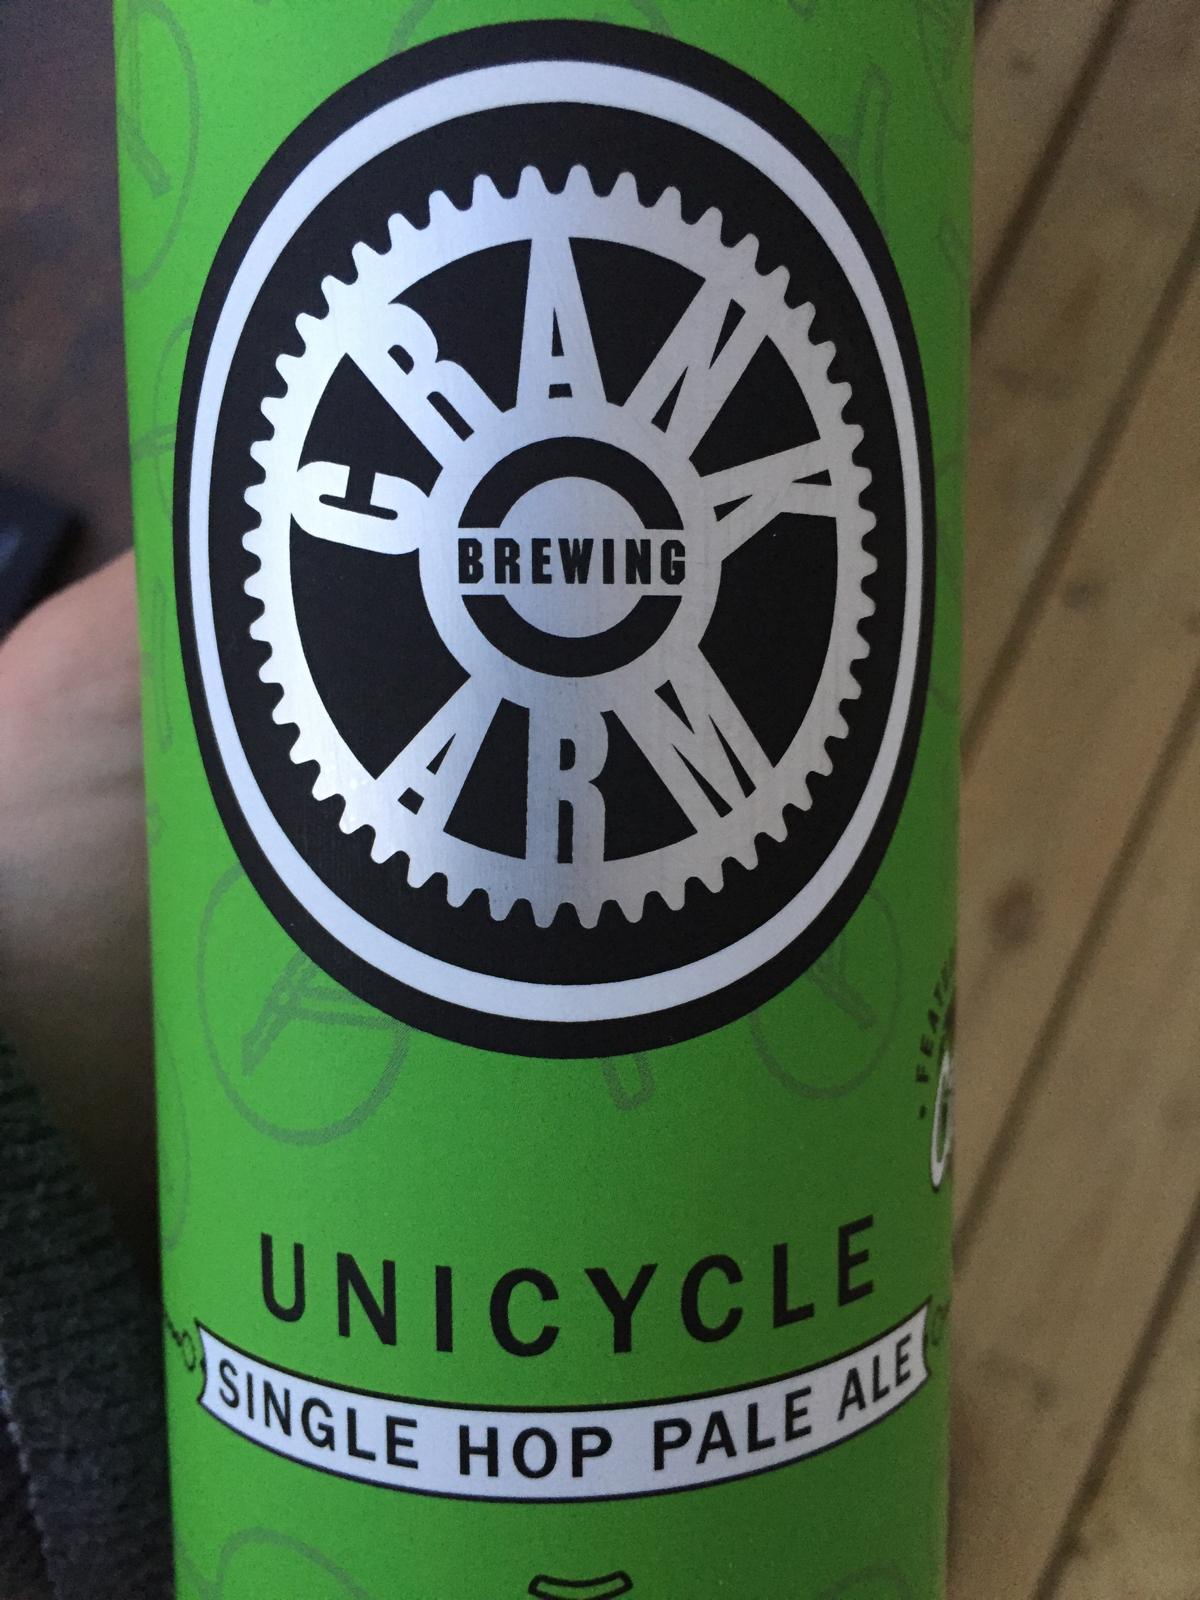 CRANK
BREWING
ARM
UNICYCLE
SINGLE HOP PALE ALE